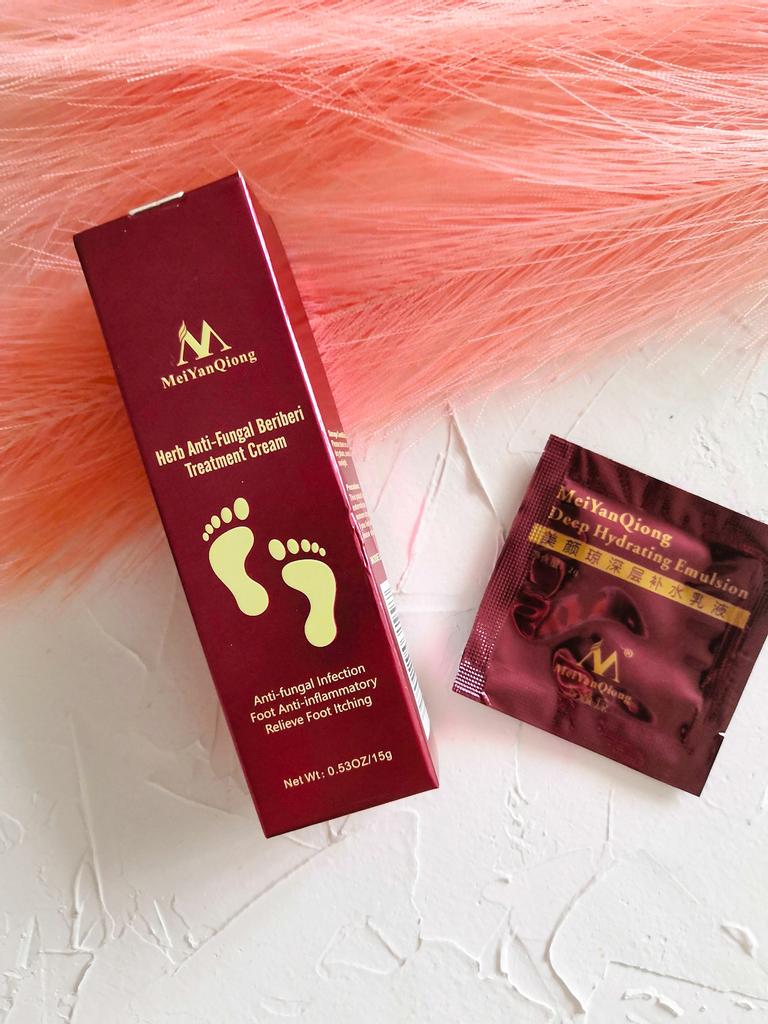 MeiYanQiong
Herb Anti-Fungal Beriberi
Treatment Cream
Anti-fungal Infection
Foot Anti-inflammatory
Relieve Foot Itching
Net Wt: 0.53OZ/15g
MeiYanQiong
Deep Hydrating Emulsion
美颜琼深层补水乳液
®
MeiYanQiong